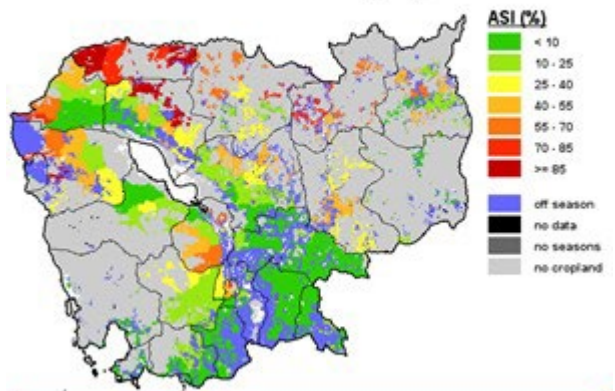 ASI (%)
< 10
10 - 25
25 - 40
40 - 55
55 - 70
70 - 85
>= 85
off season
no data
no seasons
no cropland